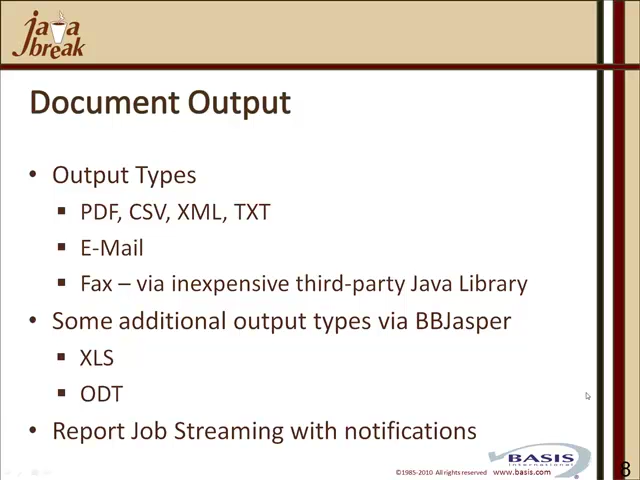 java break
Document Output
• Output Types
▪ PDF, CSV, XML, TXT
▪ E-Mail
▪ Fax – via inexpensive third-party Java Library
• Some additional output types via BBJasper
▪ XLS
▪ ODT
• Report Job Streaming with notifications
BASIS
international
©1985-2010 All rights reserved www.basis.com
8